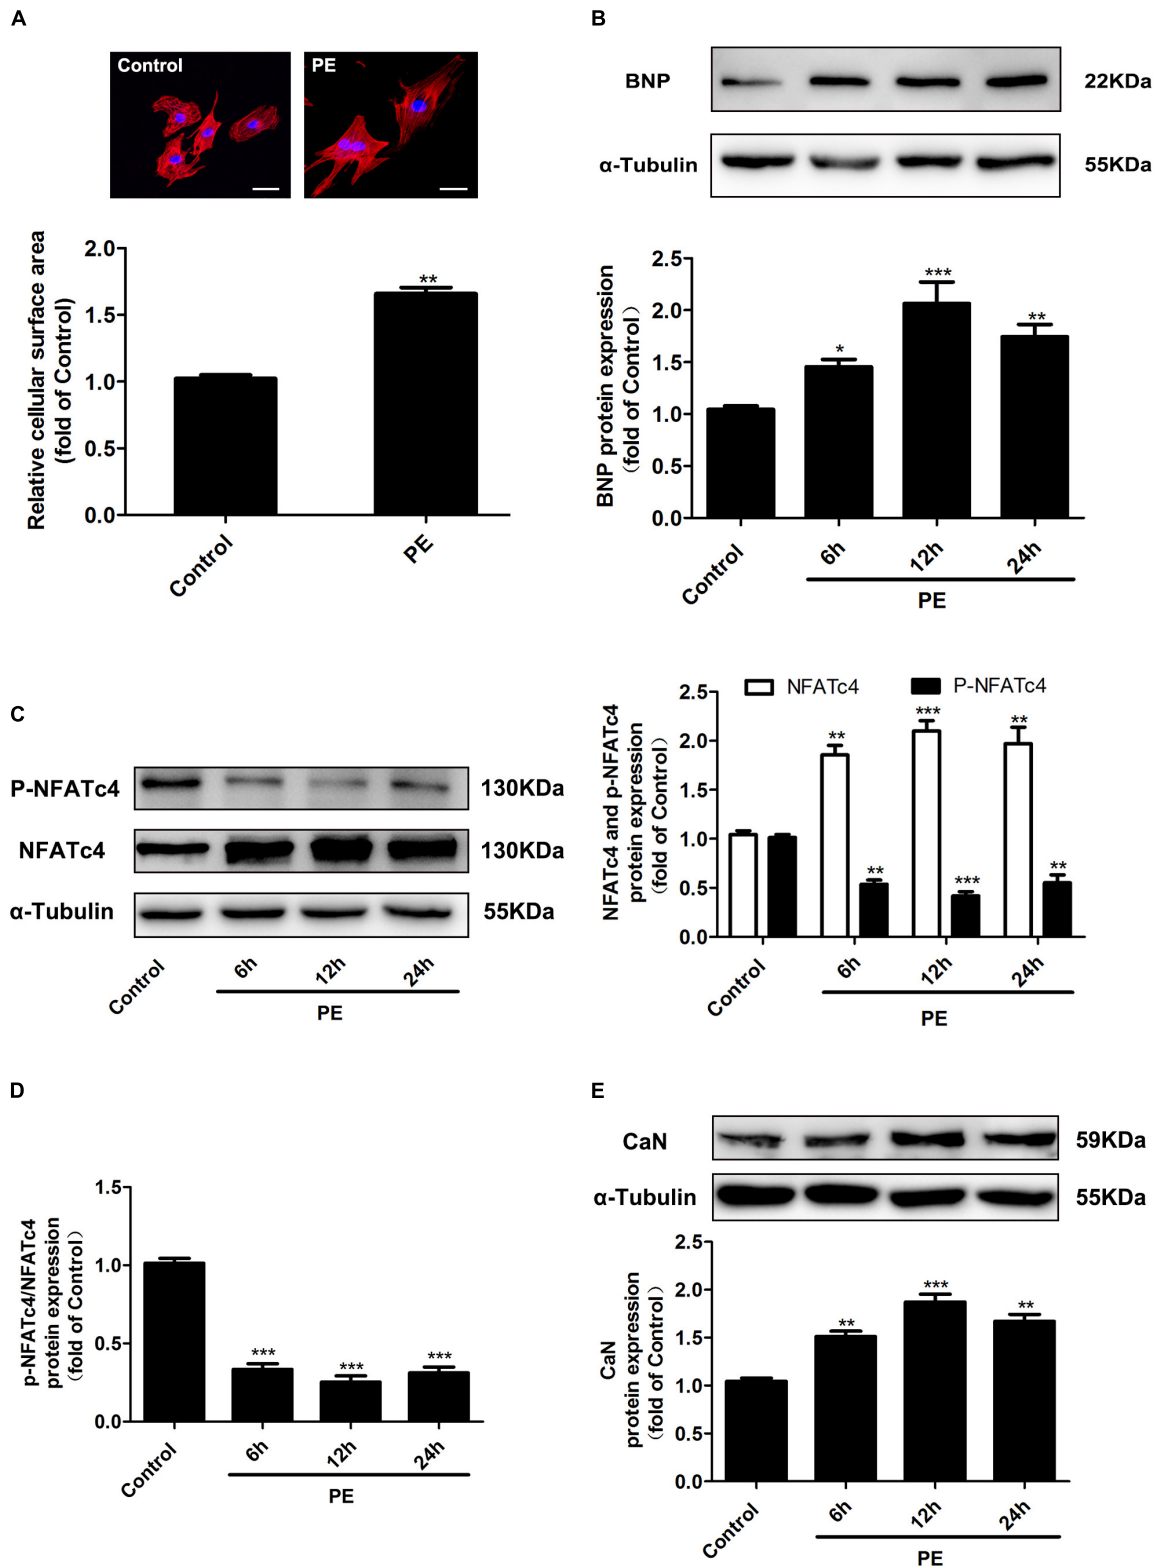 A
Control
PE
Relative cellular surface area
(fold of Control)
2.0
1.5
1.0
0.5
0.0
**
Control
PE
B
BNP
22KDa
α-Tubulin
55KDa
BNP protein expression
(fold of Control)
2.5
2.0
1.5
1.0
0.5
0.0
*
***
**
Control
6h
12h
24h
PE
C
P-NFATc4
130KDa
NFATc4
130KDa
α-Tubulin
55KDa
Control
6h
12h
24h
PE
NFATc4 and p-NFATc4
protein expression
(fold of Control)
NFATc4
P-NFATc4
2.5
2.0
1.5
1.0
0.5
0.0
**
***
**
**
***
**
Control
6h
12h
24h
PE
D
p-NFATc4/NFATc4
protein expression
(fold of Control)
1.5
1.0
0.5
0.0
***
***
***
Control
6h
12h
24h
PE
E
CaN
59KDa
α-Tubulin
55KDa
CaN
protein expression
(fold of Control)
2.5
2.0
1.5
1.0
0.5
0.0
**
***
**
Control
6h
12h
24h
PE